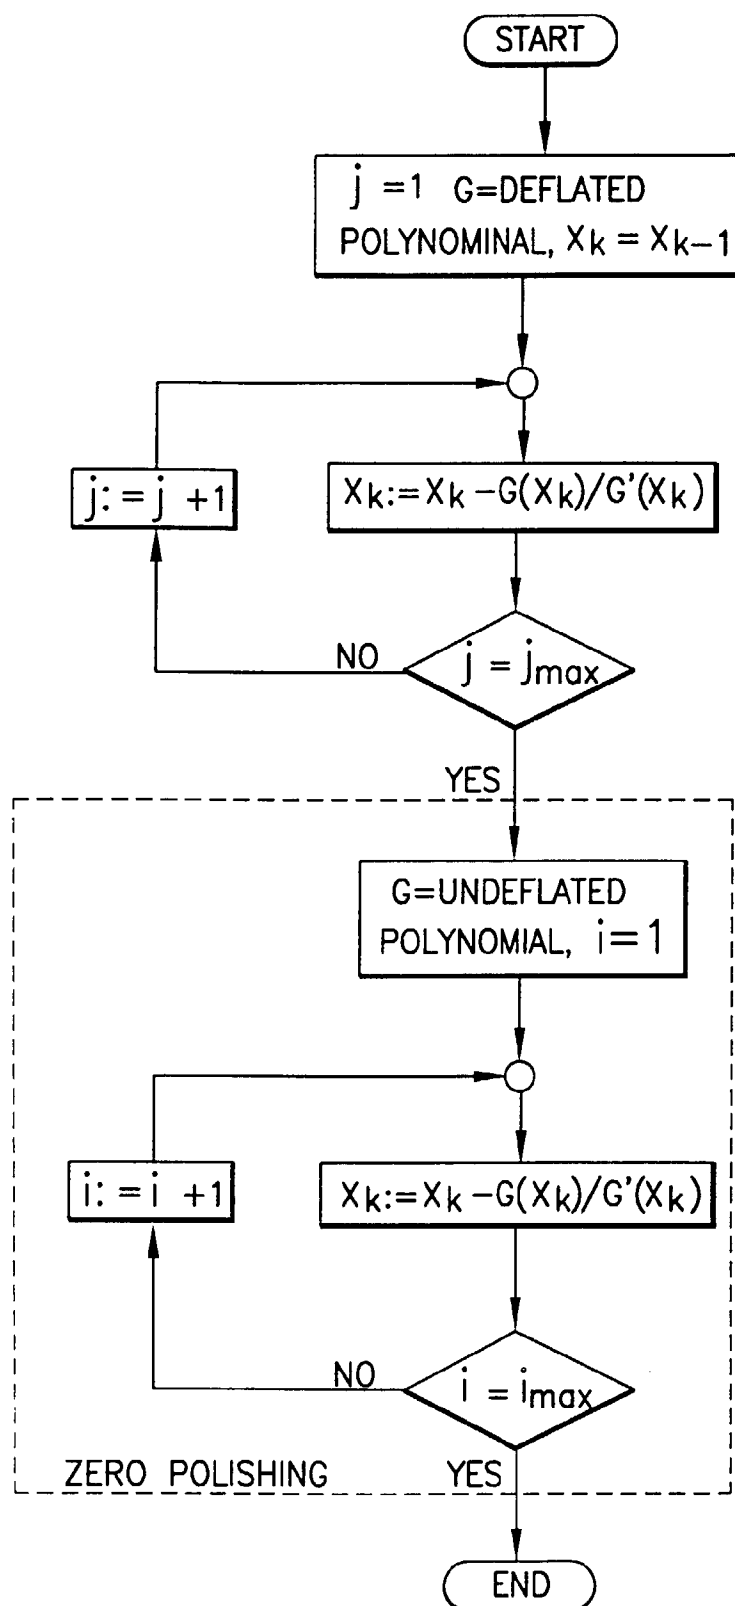 START
j =1 G=DEFLATED
POLYNOMINAL, Xk = Xk-1
j: = j +1
Xk:= Xk -G(Xk)/G'(Xk)
NO
j = jmax
YES
G=UNDEFLATED
POLYNOMIAL, i=1
i: = i +1
Xk:= Xk -G(Xk)/G'(Xk)
NO
i = imax
ZERO POLISHING
YES
END